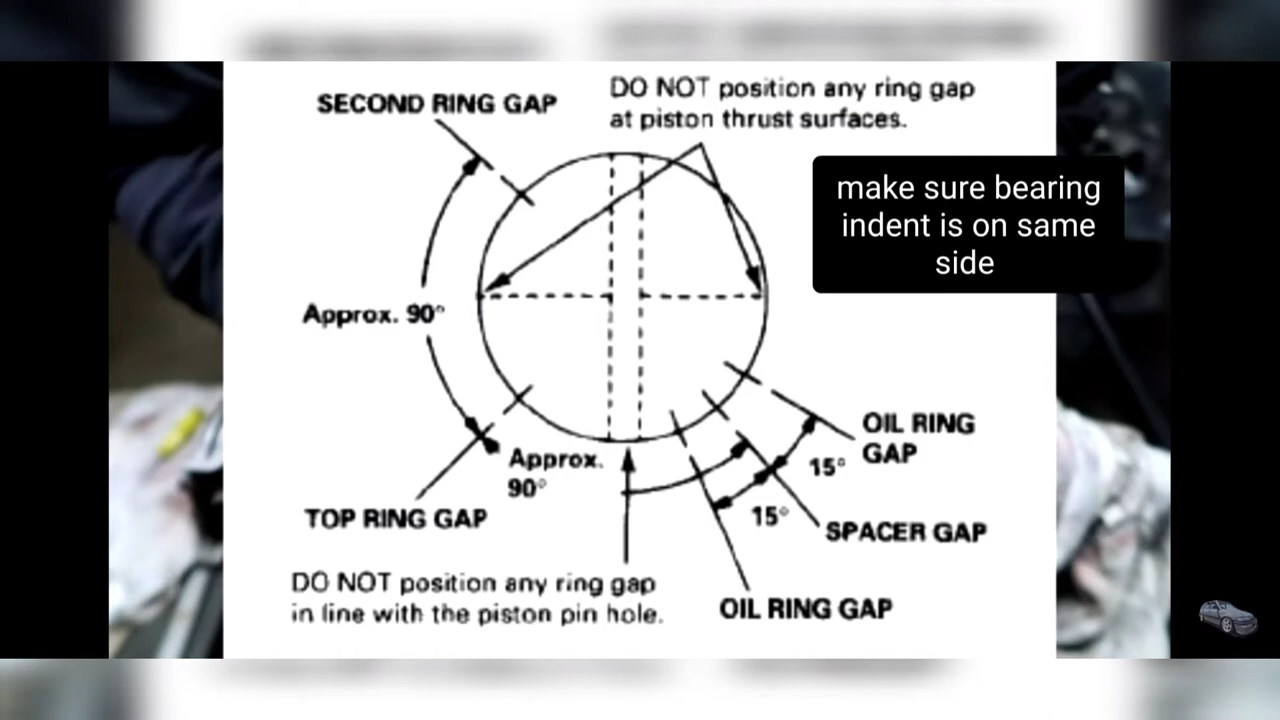 SECOND RING GAP
DO NOT position any ring gap
at piston thrust surfaces.
make sure bearing
indent is on same
side
Approx. 90°
OIL RING
GAP
15°
Approx.
90°
TOP RING GAP
15°
SPACER GAP
DO NOT position any ring gap
in line with the piston pin hole.
OIL RING GAP